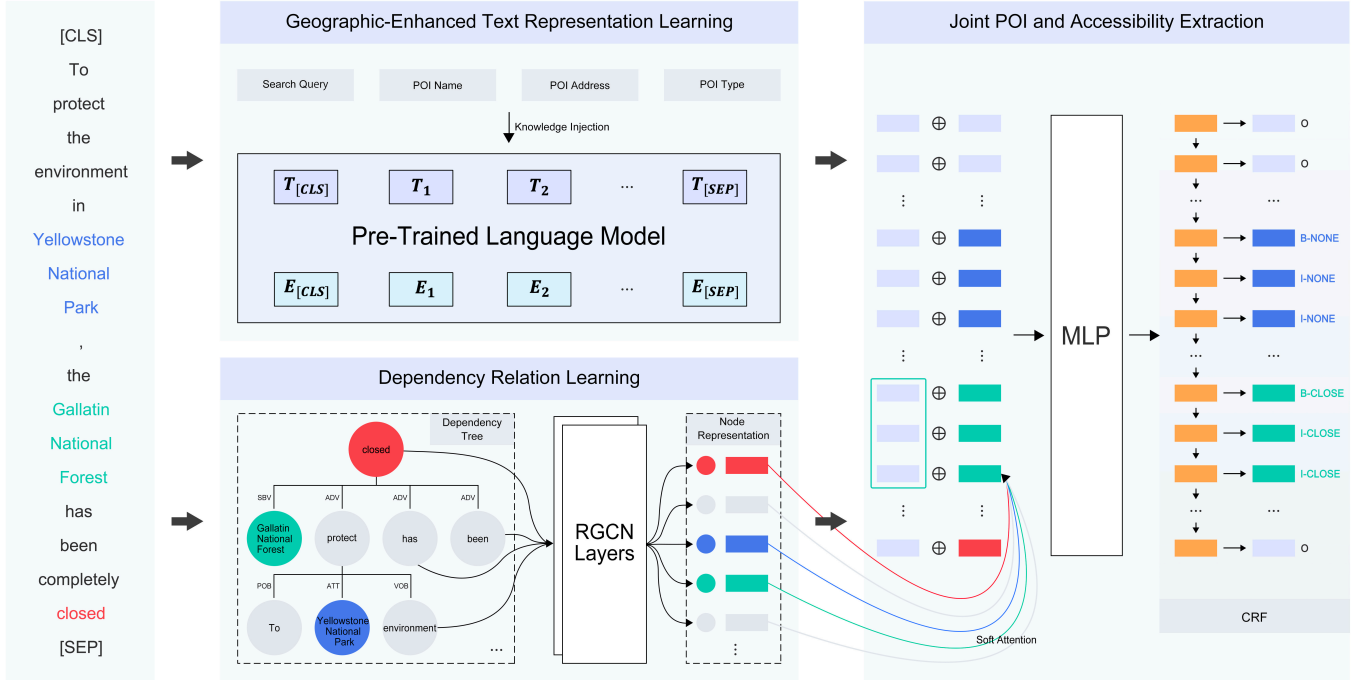 [CLS]
To
protect
the
environment
in
Yellowstone
National
Park
,
the
Gallatin
National
Forest
has
been
completely
closed
[SEP]
Geographic-Enhanced Text Representation Learning
Search Query
POI Name
POI Address
POI Type
Knowledge Injection
T[CLS]
T1
T2
...
T[SEP]
Pre-Trained Language Model
E[CLS]
E1
E2
...
E[SEP]
Dependency Relation Learning
Dependency
Tree
closed
SBV
ADV
ADV
ADV
Gallatin
National
Forest
protect
has
been
POB
ATT
VOB
To
Yellowstone
National
Park
environment
...
RGCN
Layers
Node
Representation
⋮
Joint POI and Accessibility Extraction
⊕
⊕
⋮
⋮
⊕
⊕
⊕
⋮
⋮
⊕
⊕
⊕
⋮
⋮
⊕
Soft Attention
MLP
O
O
...
...
B-NONE
I-NONE
I-NONE
...
...
B-CLOSE
I-CLOSE
I-CLOSE
...
...
O
CRF